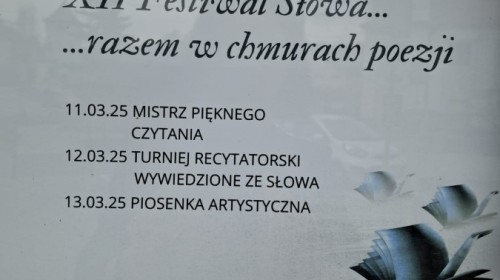 XII Festiwal Słowa...
...razem w chmurach poezji
11.03.25 MISTRZ PIĘKNEGO
CZYTANIA
12.03.25 TURNIEJ RECYTATORSKI
WYWIEDZIONE ZE SŁOWA
13.03.25 PIOSENKA ARTYSTYCZNA